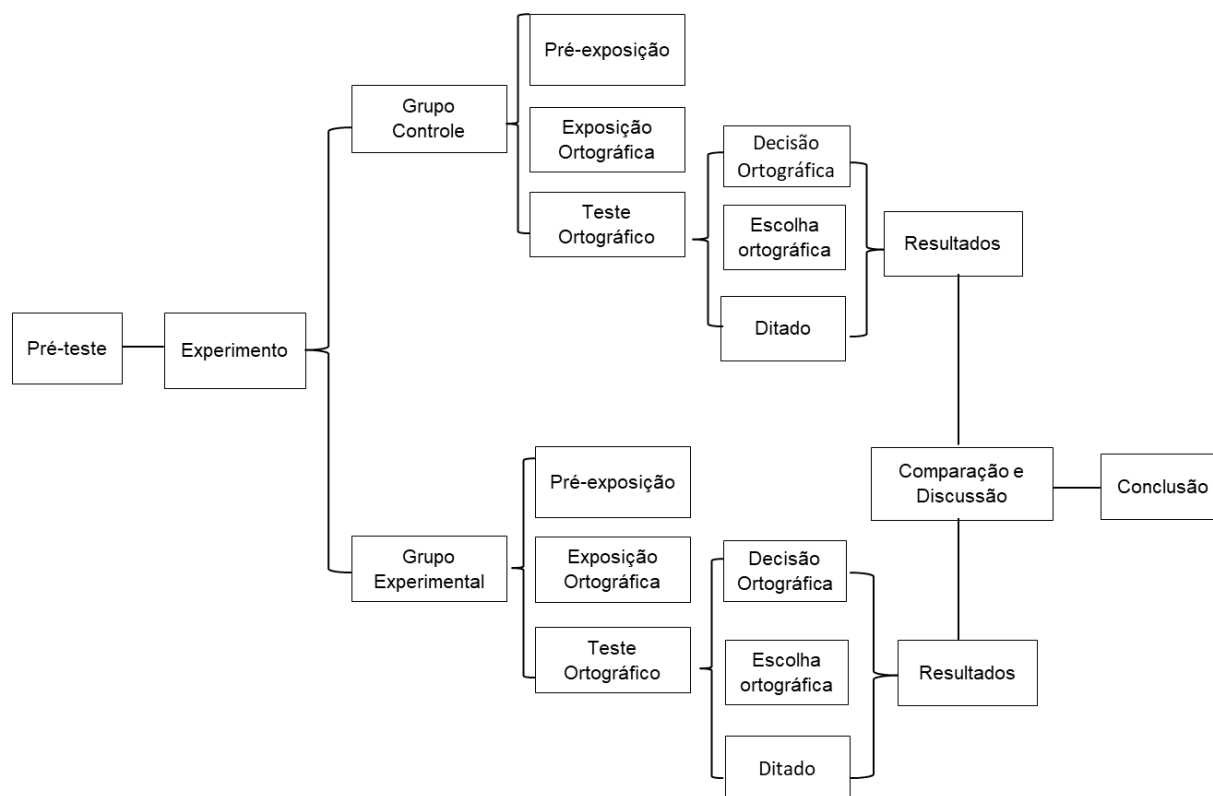 Pré-teste
Experimento
Grupo
Controle
Pré-exposição
Exposição
Ortográfica
Teste
Ortográfico
Decisão
Ortográfica
Escolha
ortográfica
Ditado
Resultados
Grupo
Experimental
Pré-exposição
Exposição
Ortográfica
Teste
Ortográfico
Decisão
Ortográfica
Escolha
ortográfica
Ditado
Resultados
Comparação e
Discussão
Conclusão